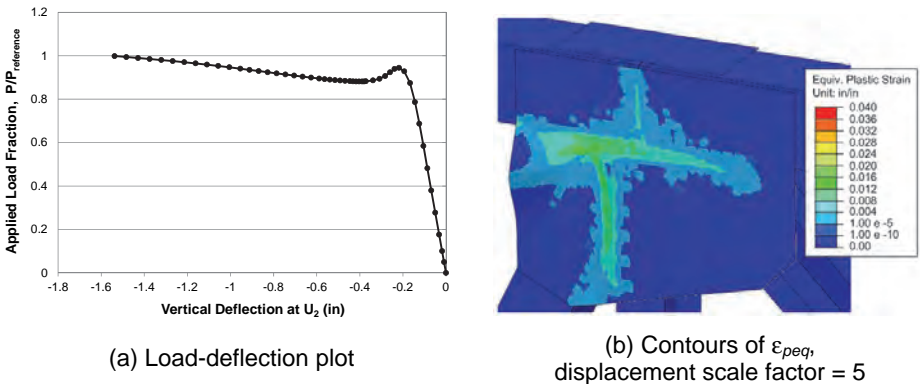 Applied Load Fraction, P/Preference
1.2
1
0.8
0.6
0.4
0.2
0
-1.8 -1.6 -1.4 -1.2 -1 -0.8 -0.6 -0.4 -0.2 0
Vertical Deflection at U2 (in)
(a) Load-deflection plot
Equiv. Plastic Strain
Unit: in/in
0.040
0.036
0.032
0.028
0.024
0.020
0.016
0.012
0.008
0.004
1.00 e -5
1.00 e -10
0.00
(b) Contours of εpeq,
displacement scale factor = 5